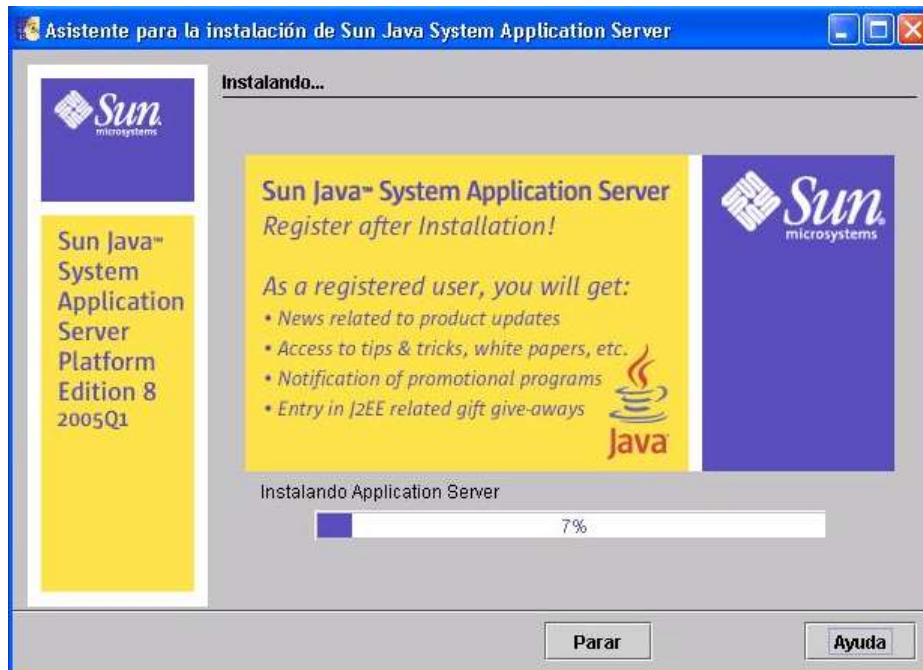 Asistente para la instalación de Sun Java System Application Server
Instalando...
Sun
microsystems
Sun Java™
System
Application
Server
Platform
Edition 8
2005Q1
Sun Java™ System Application Server
Register after Installation!
As a registered user, you will get:
• News related to product updates
• Access to tips & tricks, white papers, etc.
• Notification of promotional programs
• Entry in J2EE related gift give-aways
Java
Sun
microsystems
Instalando Application Server
7%
Parar
Ayuda